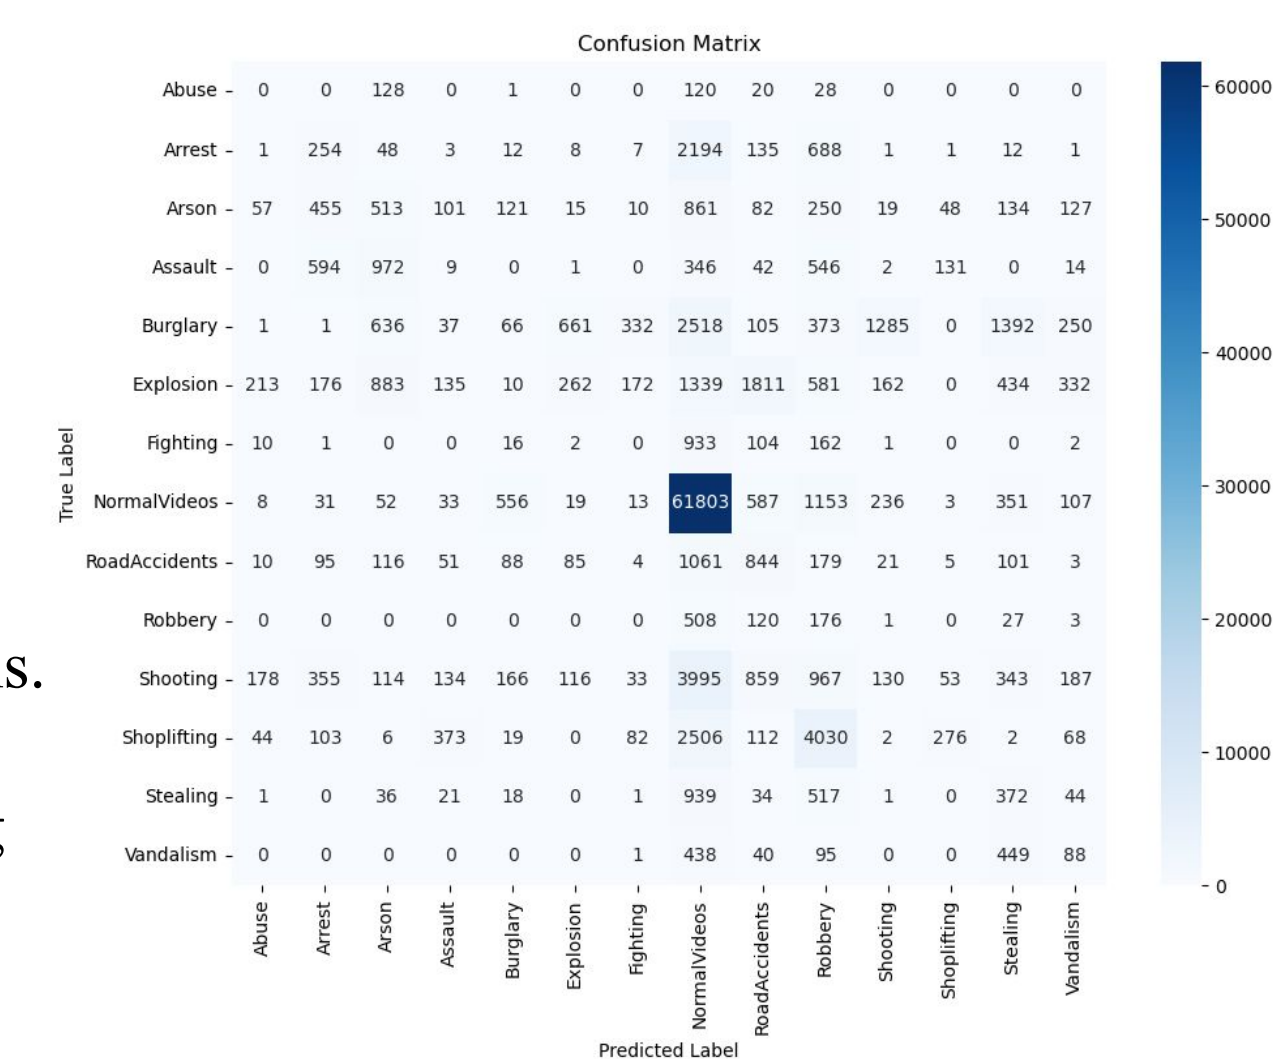 Confusion Matrix
Abuse 0 0 128 0 1 0 0 120 20 28 0 0 0 0
Arrest 1 254 48 3 12 8 7 2194 135 688 1 1 12 1
Arson 57 455 513 101 121 15 10 861 82 250 19 48 134 127
Assault 0 594 972 9 0 1 0 346 42 546 2 131 0 14
Burglary 1 1 636 37 66 661 332 2518 105 373 1285 0 1392 250
Explosion 213 176 883 135 10 262 172 1339 1811 581 162 0 434 332
Fighting 10 1 0 0 16 2 0 933 104 162 1 0 0 2
NormalVideos 8 31 52 33 556 19 13 61803 587 1153 236 3 351 107
RoadAccidents 10 95 116 51 88 85 4 1061 844 179 21 5 101 3
Robbery 0 0 0 0 0 0 0 508 120 176 1 0 27 3
Shooting 178 355 114 134 166 116 33 3995 859 967 130 53 343 187
Shoplifting 44 103 6 373 19 0 82 2506 112 4030 2 276 2 68
Stealing 1 0 36 21 18 0 1 939 34 517 1 0 372 44
Vandalism 0 0 0 0 0 0 1 438 40 95 0 0 449 88
Abuse Arrest Arson Assault Burglary Explosion Fighting NormalVideos RoadAccidents Robbery Shooting Shoplifting Stealing Vandalism
Predicted Label
True Label
60000
50000
40000
30000
20000
10000
0